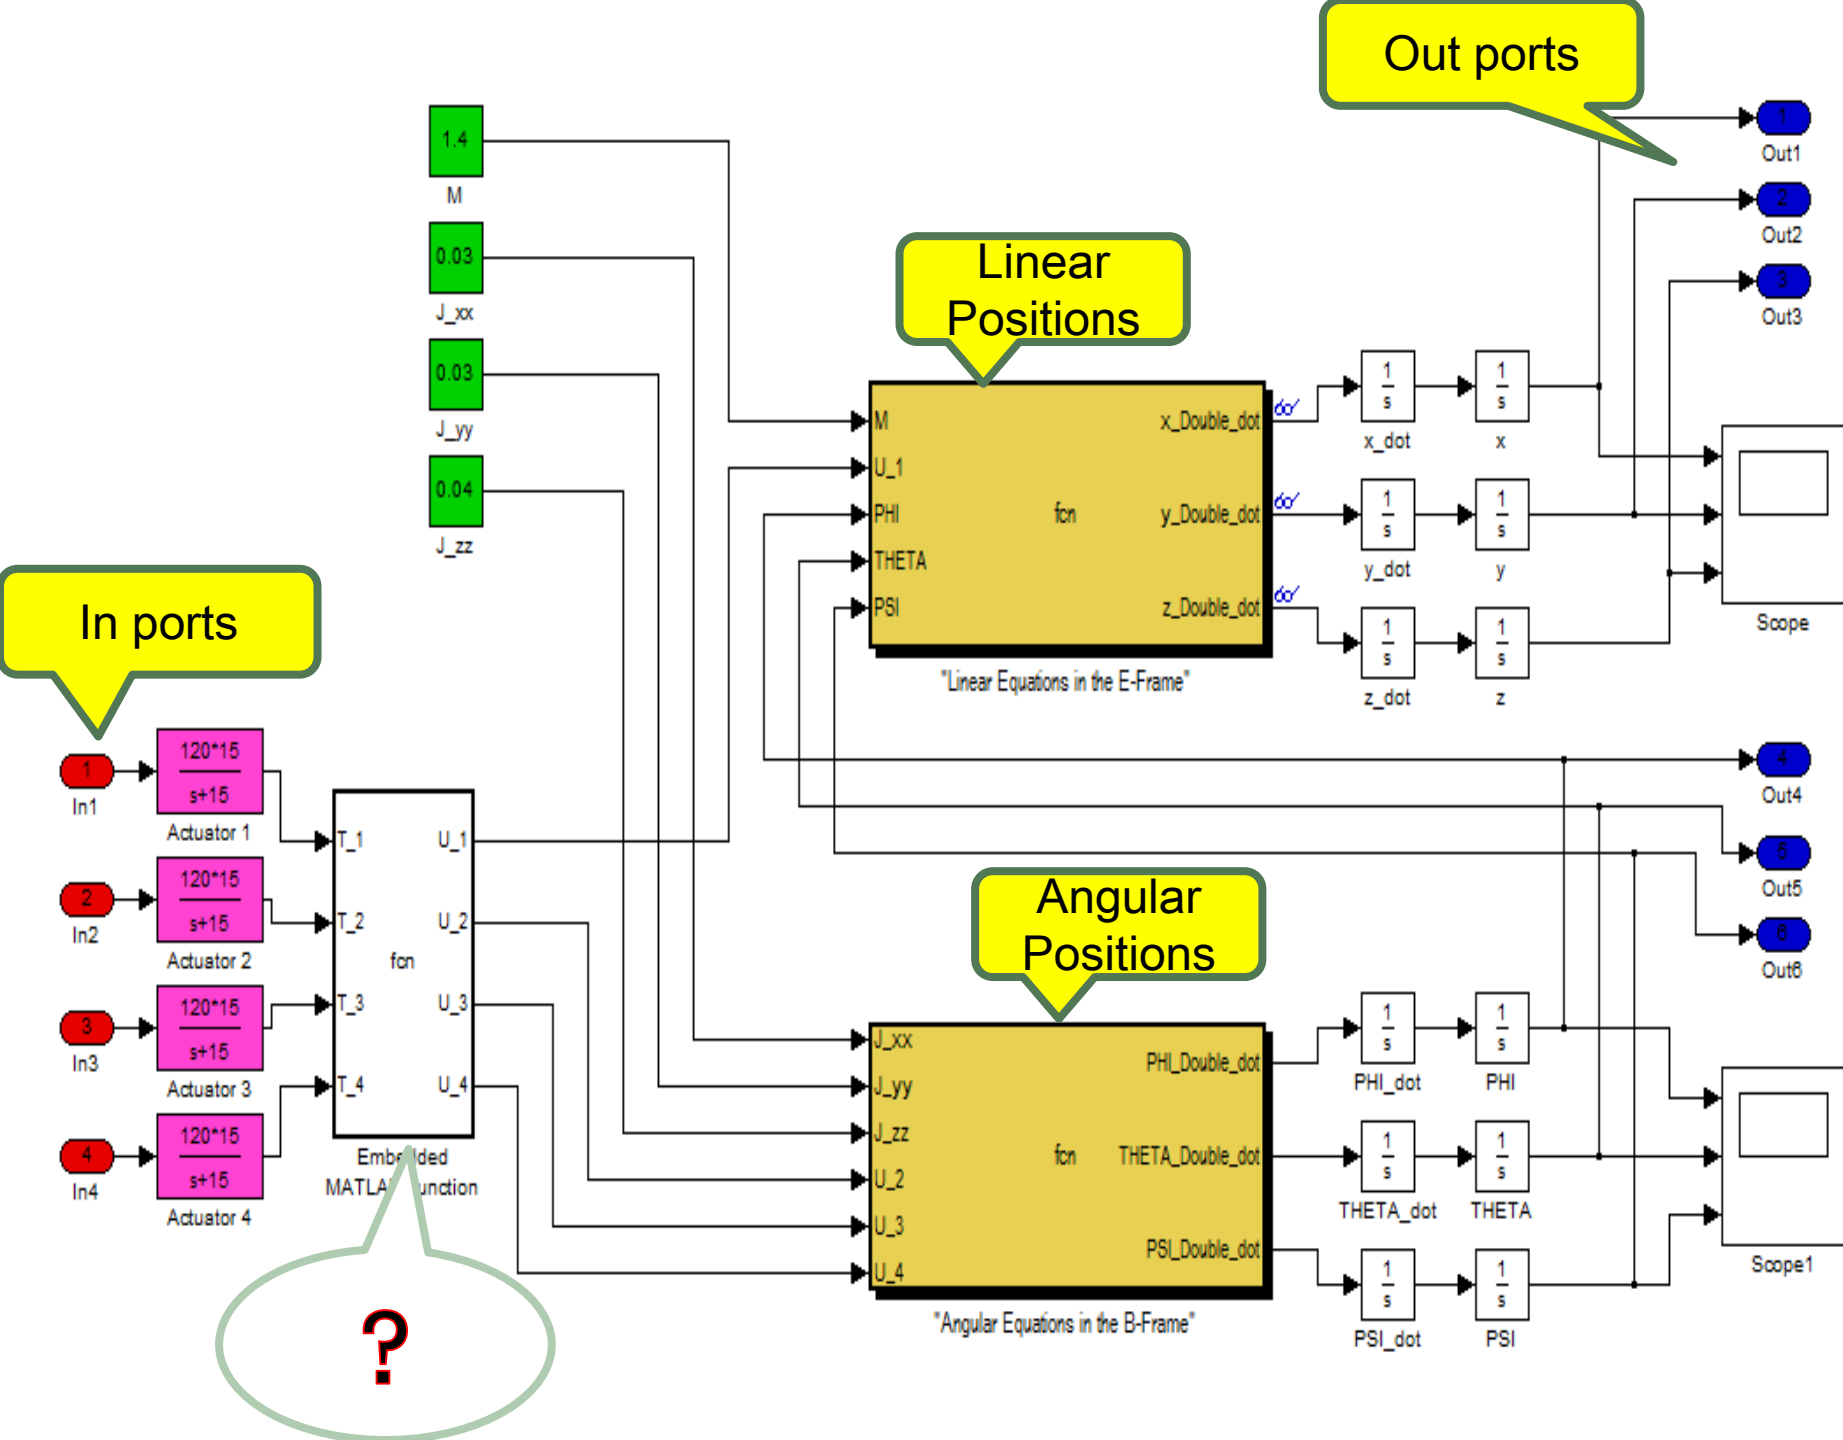 Out ports
1
Out1
2
Out2
3
Out3
1.4
M
0.03
J_xx
0.03
J_yy
0.04
J_zz
Linear
Positions
M
U_1
PHI
THETA
PSI
fcn
x_Double_dot
y_Double_dot
z_Double_dot
"Linear Equations in the E-Frame"
1
s
x_dot
1
s
x
1
s
y_dot
1
s
y
1
s
z_dot
1
s
z
Scope
In ports
1
In1
120*15
s+15
Actuator 1
2
In2
120*15
s+15
Actuator 2
3
In3
120*15
s+15
Actuator 3
4
In4
120*15
s+15
Actuator 4
T_1
T_2
T_3
T_4
fcn
U_1
U_2
U_3
U_4
Embedded
MATLAB Function
?
4
Out4
5
Out5
6
Out6
Angular
Positions
J_xx
J_yy
J_zz
U_2
U_3
U_4
fcn
PHI_Double_dot
THETA_Double_dot
PSI_Double_dot
"Angular Equations in the B-Frame"
1
s
PHI_dot
1
s
PHI
1
s
THETA_dot
1
s
THETA
1
s
PSI_dot
1
s
PSI
Scope1